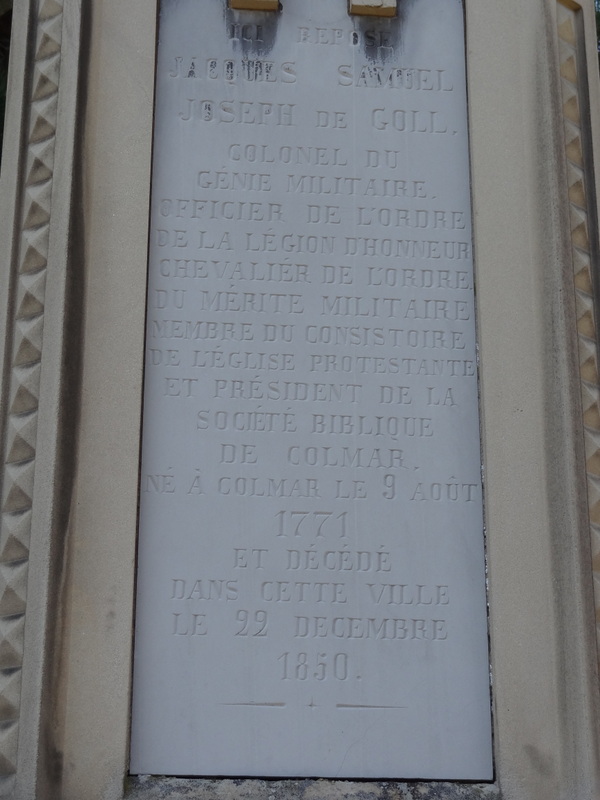 ICI REPOSE
JACQUES SAMUEL
JOSEPH DE GOLL.
COLONEL DU
GÉNIE MILITAIRE.
OFFICIER DE L'ORDRE
DE LA LÉGION D'HONNEUR
CHEVALIÉR DE L'ORDRE
DU MÉRITE MILITAIRE
MEMBRE DU CONSISTOIRE
DE L'ÉGLISE PROTESTANTE
ET PRÉSIDENT DE LA
SOCIÉTÉ BIBLIQUE
DE COLMAR.
NÉ À COLMAR LE 9 AOÛT
1771
ET DÉCÉDÉ
DANS CETTE VILLE
LE 22 DECEMBRE
1850.